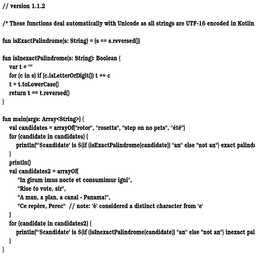 // version 1.1.2
/* These functions deal automatically with Unicode as all strings are UTF-16 encoded in Kotlin
fun isExactPalindrome(s: String) = (s == s.reversed())
fun isInexactPalindrome(s: String): Boolean {
var t = ""
for (c in s) if (c.isLetterOrDigit()) t += c
t = t.toLowerCase()
return t == t.reversed()
}
fun main(args: Array<String>) {
val candidates = arrayOf("rotor", "rosetta", "step on no pets", "été")
for (candidate in candidates) {
println("'$candidate' is ${if (isExactPalindrome(candidate)) "an" else "not an"} exact palind
}
println()
val candidates2 = arrayOf(
"In girum imus nocte et consumimur igni",
"Rise to vote, sir",
"A man, a plan, a canal - Panama!",
"Ce repère, Perec"  // note: 'è' considered a distinct character from 'e'
)
for (candidate in candidates2) {
println("'$candidate' is ${if (isInexactPalindrome(candidate)) "an" else "not an"} inexact pal
}
}